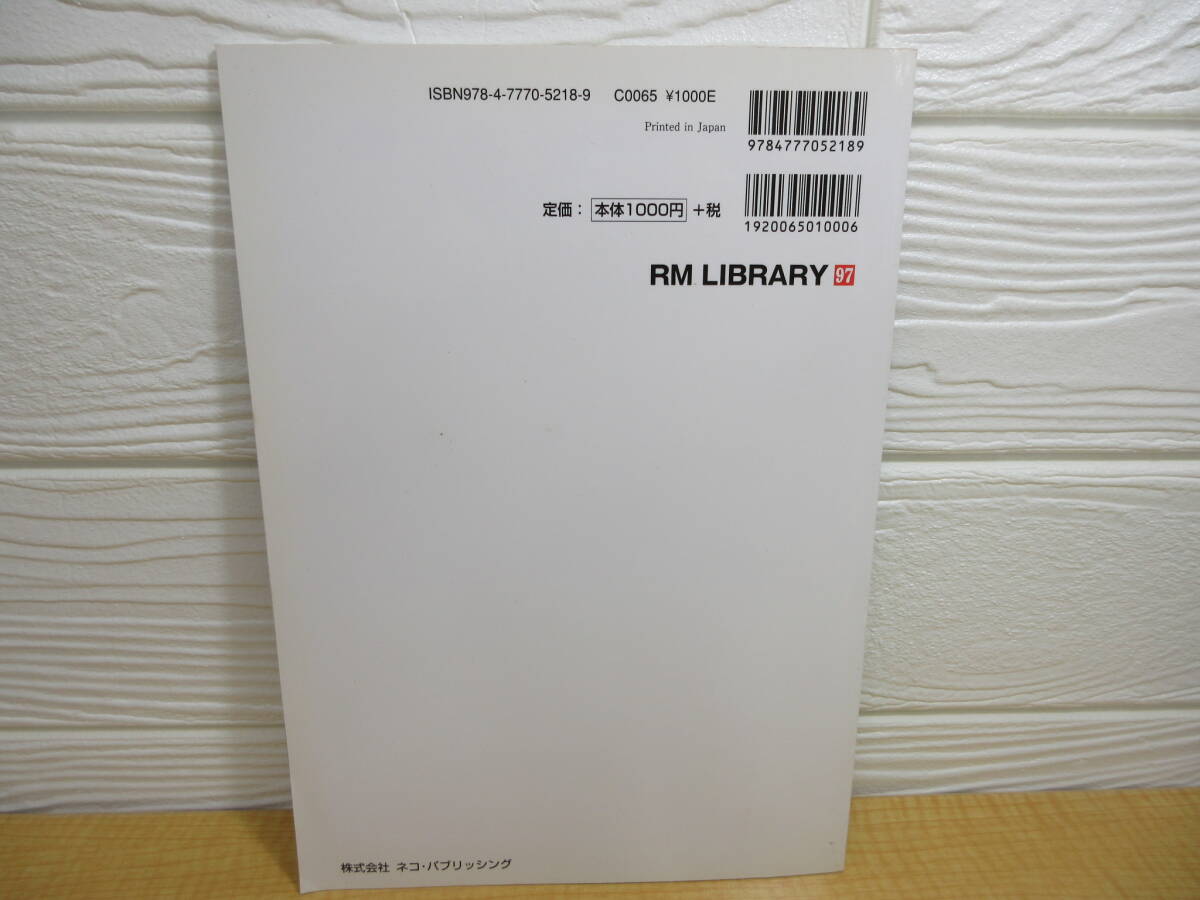 ISBN978-4-7770-5218-9 C0065 ¥1000E
Printed in Japan
9784777052189
定価： 本体1000円 +税
1920065010006
RM LIBRARY 97
株式会社 ネコ・パブリッシング